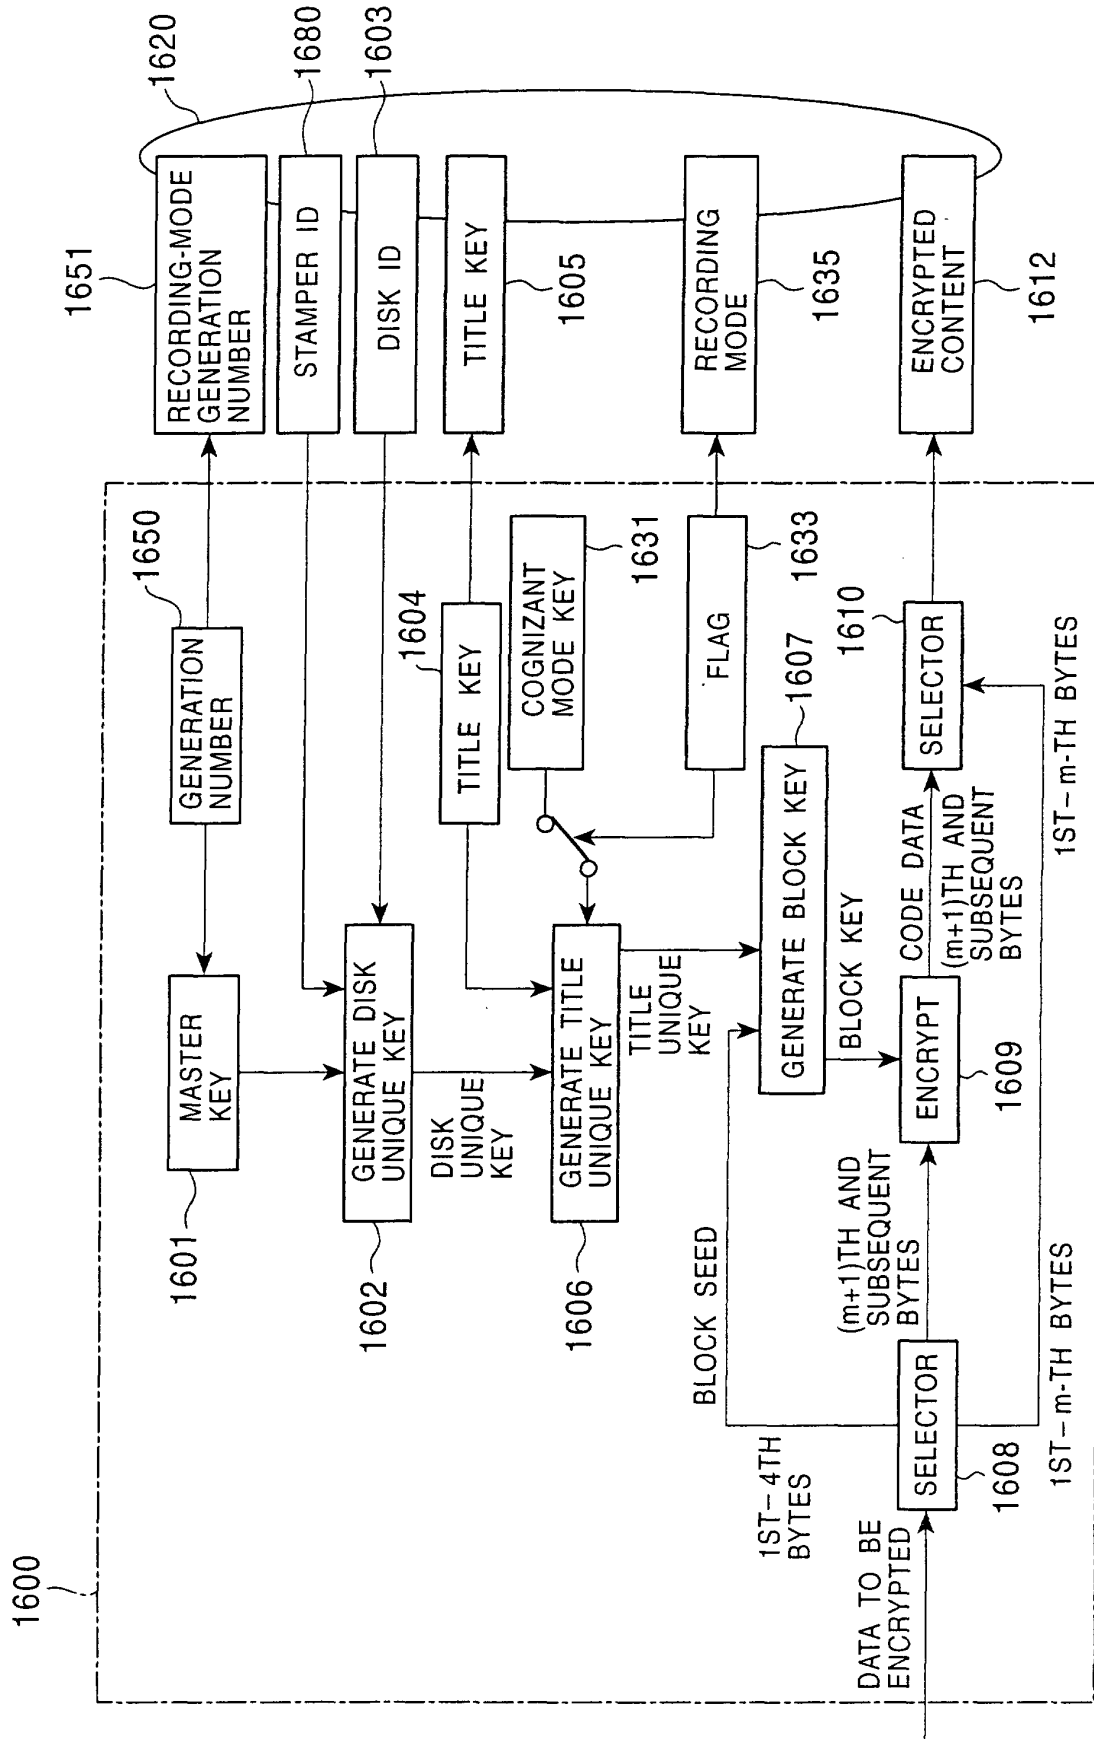 1600
1620
1651
RECORDING-MODE
GENERATION
NUMBER
1680
STAMPER ID
1603
DISK ID
TITLE KEY
1605
RECORDING
MODE
1635
ENCRYPTED
CONTENT
1612
1650
GENERATION
NUMBER
MASTER
KEY
1601
GENERATE DISK
UNIQUE KEY
1602
DISK
UNIQUE
KEY
1604
TITLE KEY
COGNIZANT
MODE KEY
1631
GENERATE TITLE
UNIQUE KEY
1606
TITLE
UNIQUE
KEY
FLAG
1633
GENERATE BLOCK KEY
1607
BLOCK SEED
BLOCK KEY
1ST–4TH
BYTES
DATA TO BE
ENCRYPTED
SELECTOR
1608
(m+1)TH AND
SUBSEQUENT
BYTES
ENCRYPT
1609
CODE DATA
(m+1)TH AND
SUBSEQUENT
BYTES
SELECTOR
1610
1ST–m-TH BYTES
1ST–m-TH BYTES